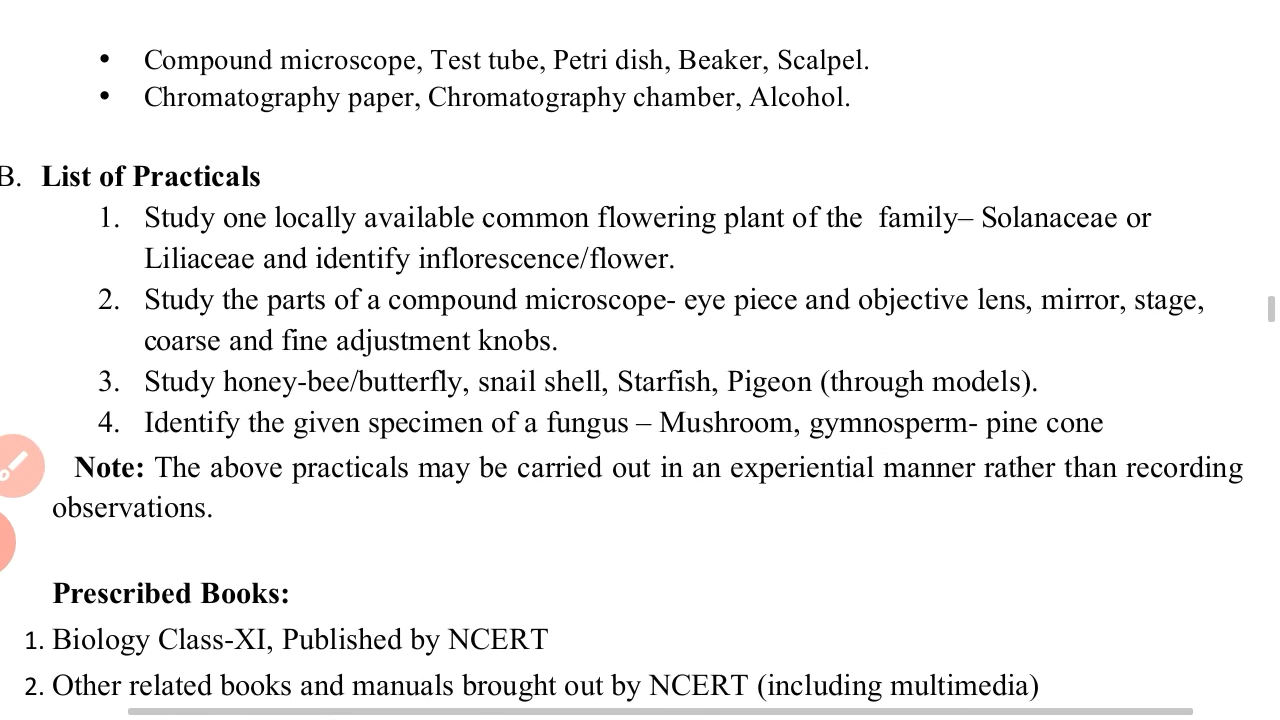 • Compound microscope, Test tube, Petri dish, Beaker, Scalpel.
• Chromatography paper, Chromatography chamber, Alcohol.
B. List of Practicals
1. Study one locally available common flowering plant of the family– Solanaceae or
Liliaceae and identify inflorescence/flower.
2. Study the parts of a compound microscope- eye piece and objective lens, mirror, stage,
coarse and fine adjustment knobs.
3. Study honey-bee/butterfly, snail shell, Starfish, Pigeon (through models).
4. Identify the given specimen of a fungus – Mushroom, gymnosperm- pine cone
Note: The above practicals may be carried out in an experiential manner rather than recording
observations.
Prescribed Books:
1. Biology Class-XI, Published by NCERT
2. Other related books and manuals brought out by NCERT (including multimedia)